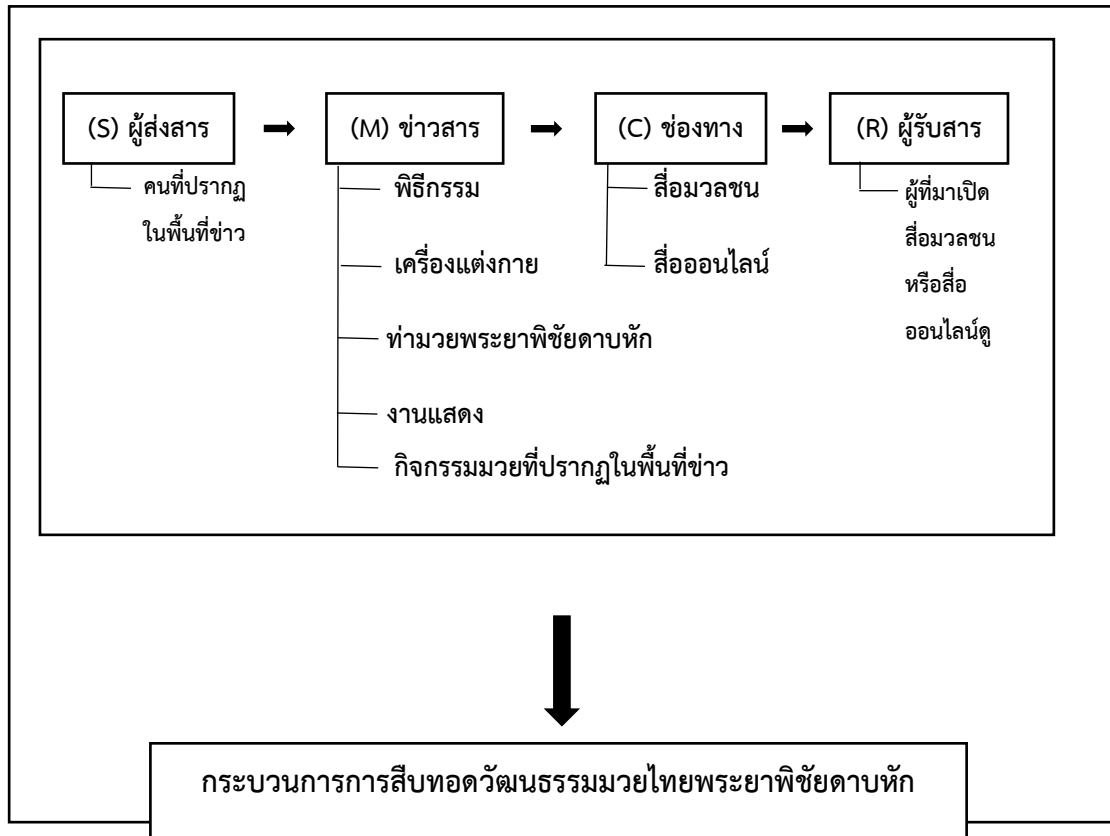 (S) ผู้ส่งสาร
(M) ข่าวสาร
(C) ช่องทาง
(R) ผู้รับสาร
คนที่ปรากฏ
ในพื้นที่ข่าว
พิธีกรรม
เครื่องแต่งกาย
ท่ามวยพระยาพิชัยดาบหัก
งานแสดง
กิจกรรมมวยที่ปรากฏในพื้นที่ข่าว
สื่อมวลชน
สื่อออนไลน์
ผู้ที่มาเปิด
สื่อมวลชน
หรือสื่อ
ออนไลน์ดู
กระบวนการการสืบทอดวัฒนธรรมมวยไทยพระยาพิชัยดาบหัก